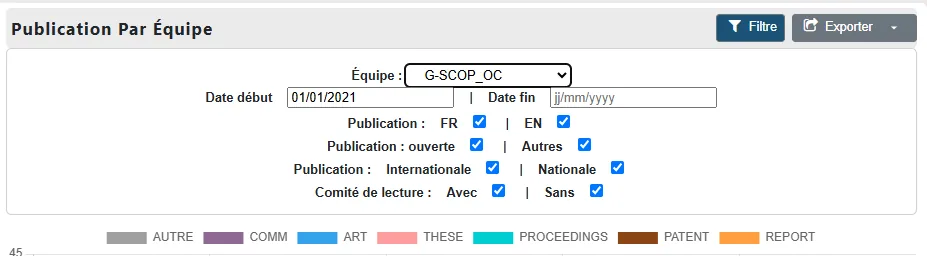 Publication Par Équipe Filtre Exporter
Équipe : G-SCOP_OC
Date début 01/01/2021 | Date fin jj/mm/yyyy
Publication : FR | EN
Publication : ouverte | Autres
Publication : Internationale | Nationale
Comité de lecture : Avec | Sans
AUTRE COMM ART THESE PROCEEDINGS PATENT REPORT
45